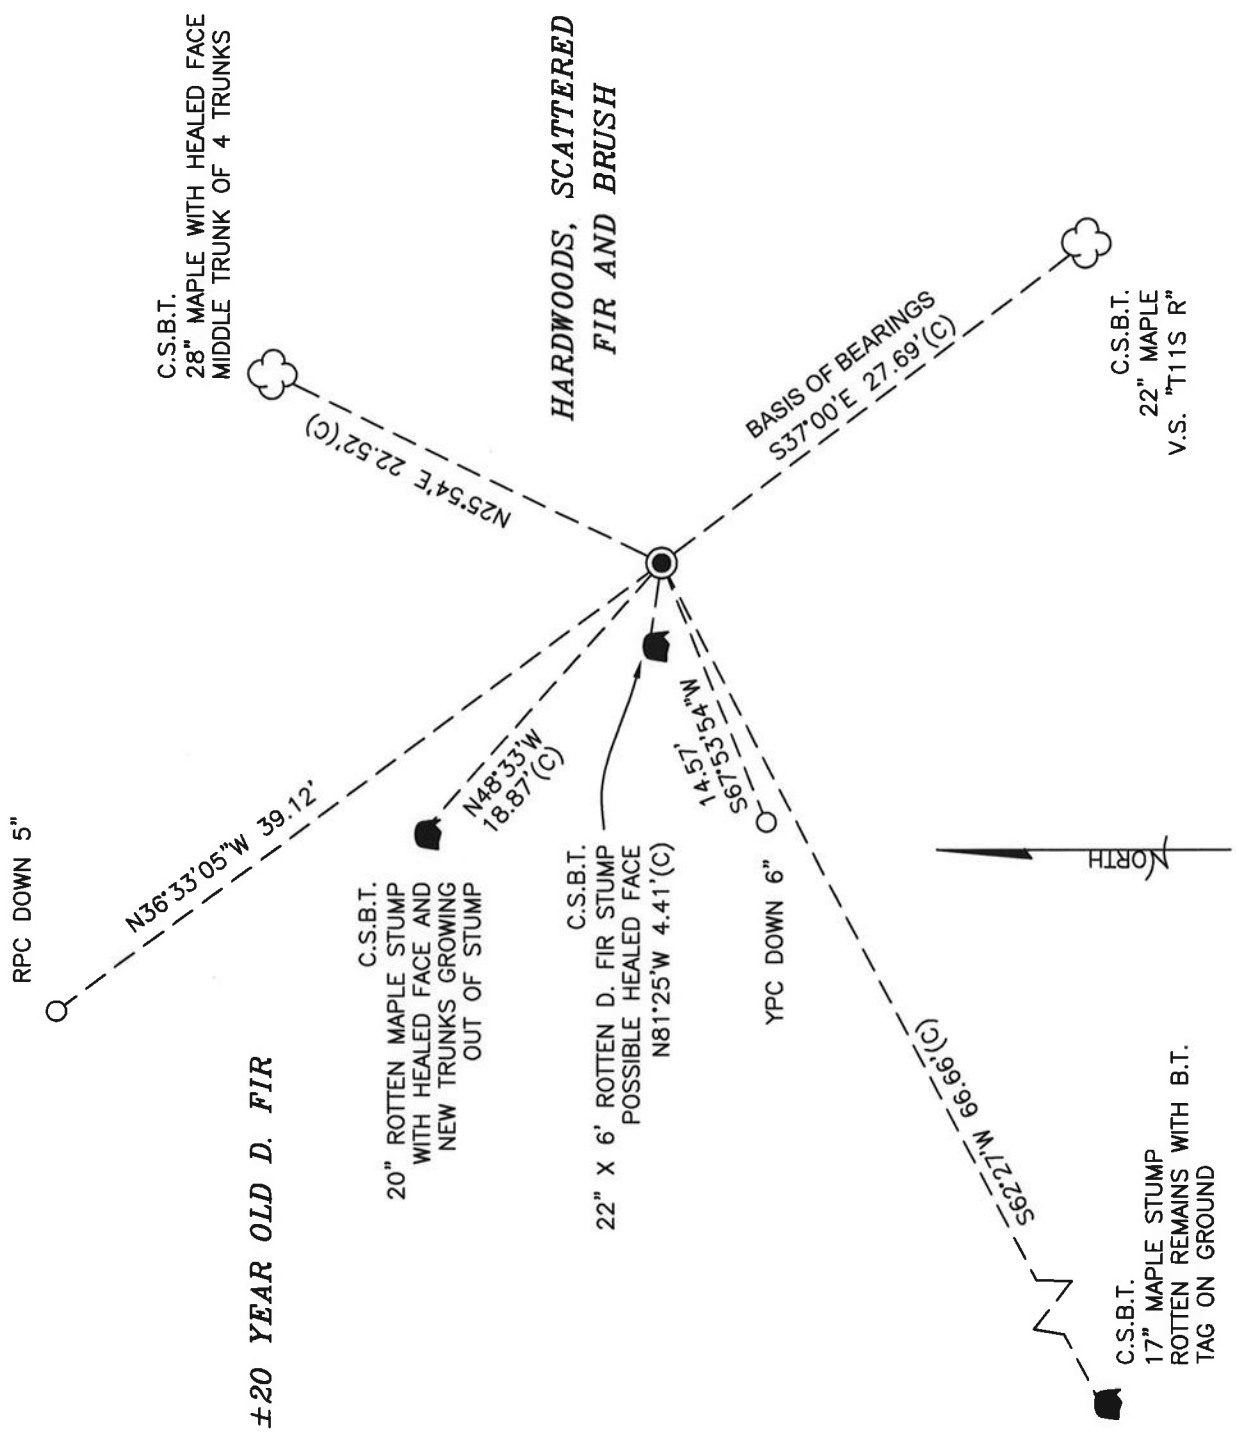 RPC DOWN 5"
N36°33'05"W 39.12'
±20 YEAR OLD D. FIR
C.S.B.T.
28" MAPLE WITH HEALED FACE
MIDDLE TRUNK OF 4 TRUNKS
N25°54'E 22.52'(C)
HARDWOODS, SCATTERED
FIR AND BRUSH
N48°33'W
18.87'(C)
C.S.B.T.
20" ROTTEN MAPLE STUMP
WITH HEALED FACE AND
NEW TRUNKS GROWING
OUT OF STUMP
C.S.B.T.
22" X 6' ROTTEN D. FIR STUMP
POSSIBLE HEALED FACE
N81°25'W 4.41'(C)
14.57'
S67°53'54"W
YPC DOWN 6"
BASIS OF BEARINGS
S37°00'E 27.69'(C)
C.S.B.T.
22" MAPLE
V.S. "T11S R"
NORTH
S62°27'W 66.66'(C)
C.S.B.T.
17" MAPLE STUMP
ROTTEN REMAINS WITH B.T.
TAG ON GROUND